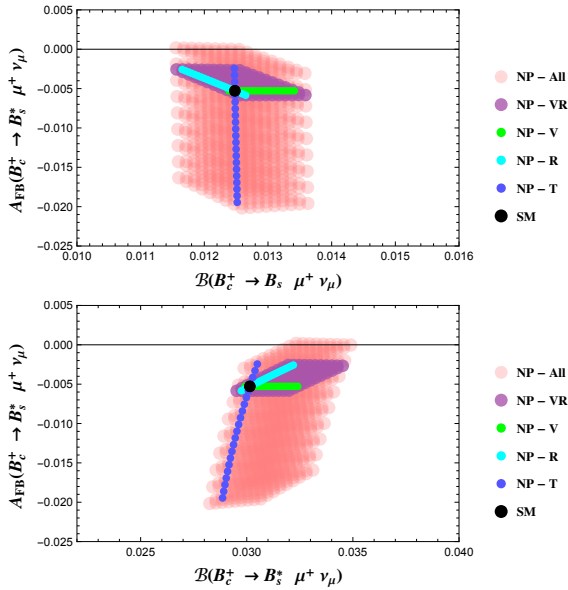 A_FB(B_c^+ → B_s^* μ^+ ν_μ)
0.005
0.000
−0.005
−0.010
−0.015
−0.020
−0.025
0.010 0.011 0.012 0.013 0.014 0.015 0.016
ℬ(B_c^+ → B_s μ^+ ν_μ)
NP − All
NP − VR
NP − V
NP − R
NP − T
SM
A_FB(B_c^+ → B_s^* μ^+ ν_μ)
0.005
0.000
−0.005
−0.010
−0.015
−0.020
−0.025
0.025 0.030 0.035 0.040
ℬ(B_c^+ → B_s^* μ^+ ν_μ)
NP − All
NP − VR
NP − V
NP − R
NP − T
SM